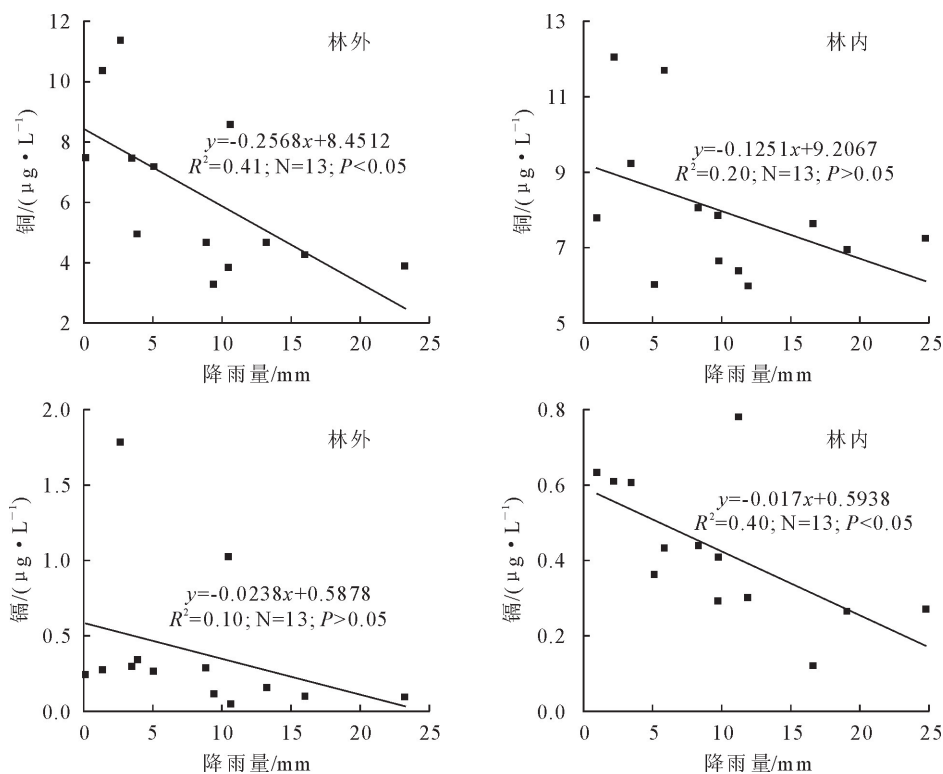 12
林外
10
8
y=-0.2568x+8.4512
R²=0.41; N=13; P<0.05
6
4
2
铜/(μg·L⁻¹)
0 5 10 15 20 25
降雨量/mm
13
林内
11
9
y=-0.1251x+9.2067
R²=0.20; N=13; P>0.05
7
5
铜/(μg·L⁻¹)
0 5 10 15 20 25
降雨量/mm
2.0
林外
1.5
1.0
y=-0.0238x+0.5878
R²=0.10; N=13; P>0.05
0.5
0.0
镉/(μg·L⁻¹)
0 5 10 15 20 25
降雨量/mm
0.8
林内
0.6
y=-0.017x+0.5938
R²=0.40; N=13; P<0.05
0.4
0.2
0.0
镉/(μg·L⁻¹)
0 5 10 15 20 25
降雨量/mm